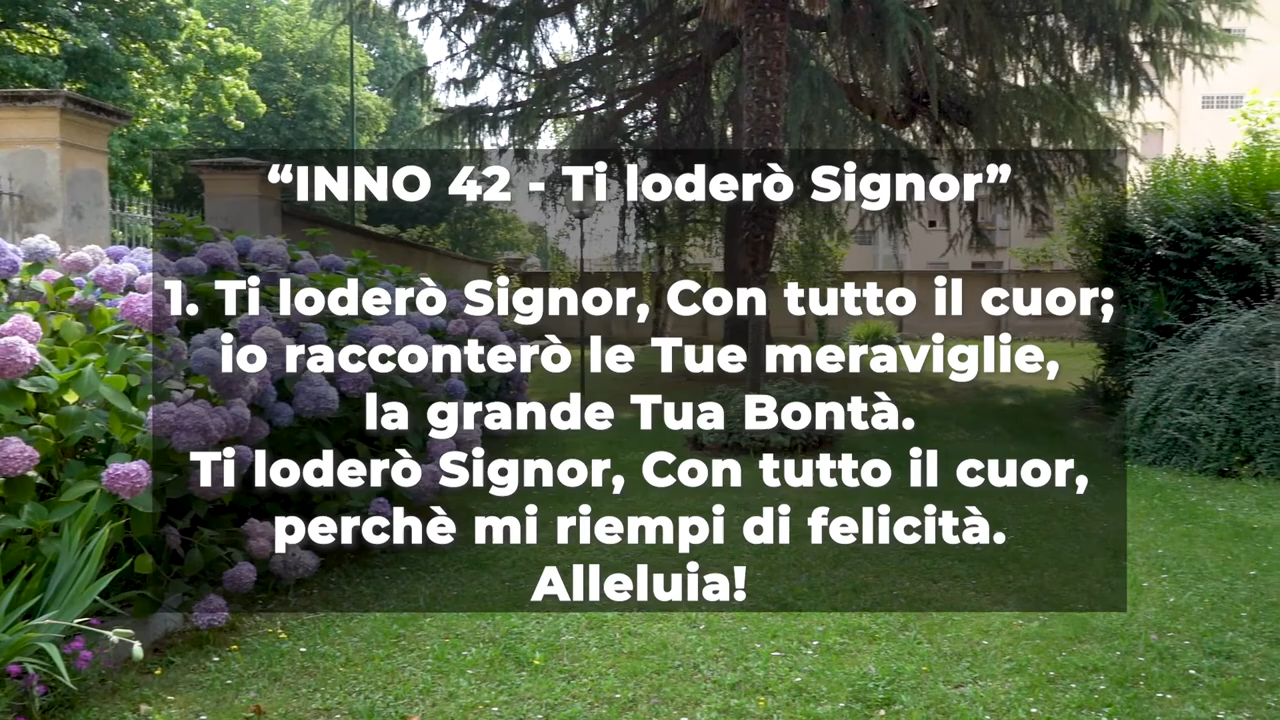 “INNO 42 - Ti loderò Signor”
1. Ti loderò Signor, Con tutto il cuor;
io racconterò le Tue meraviglie,
la grande Tua Bontà.
Ti loderò Signor, Con tutto il cuor,
perchè mi riempi di felicità.
Alleluia!